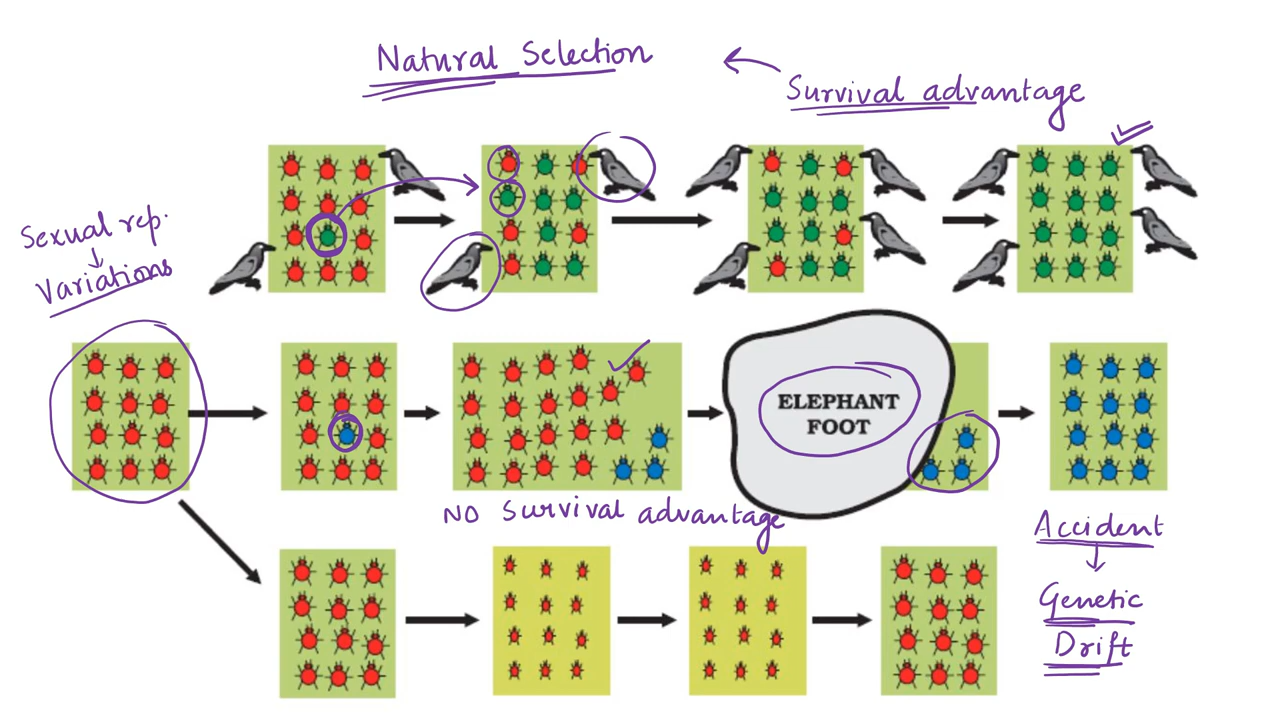 Natural Selection
Survival advantage
Sexual rep.
Variations
ELEPHANT
FOOT
NO Survival advantage
Accident
Genetic
Drift